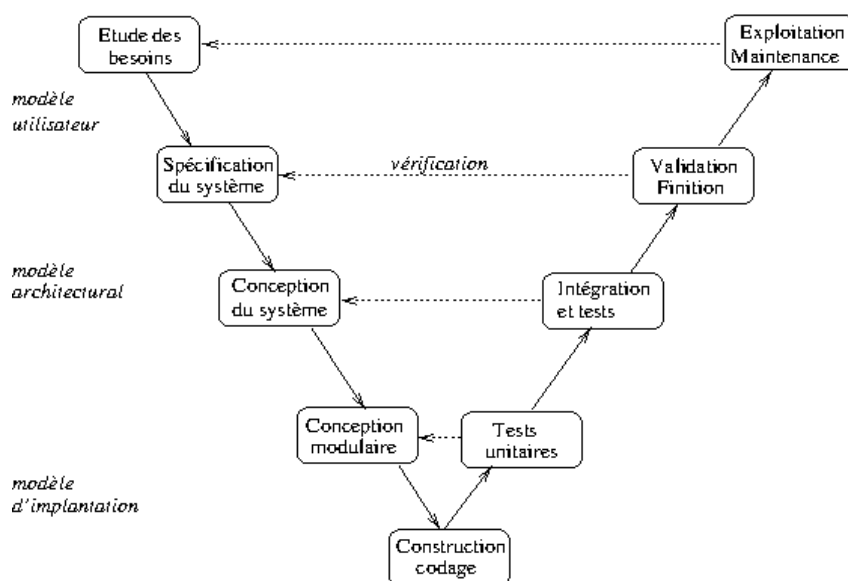 Etude des
besoins
Exploitation
Maintenance
modèle
utilisateur
Spécification
du système
vérification
Validation
Finition
modèle
architectural
Conception
du système
Intégration
et tests
Conception
modulaire
Tests
unitaires
modèle
d'implantation
Construction
codage